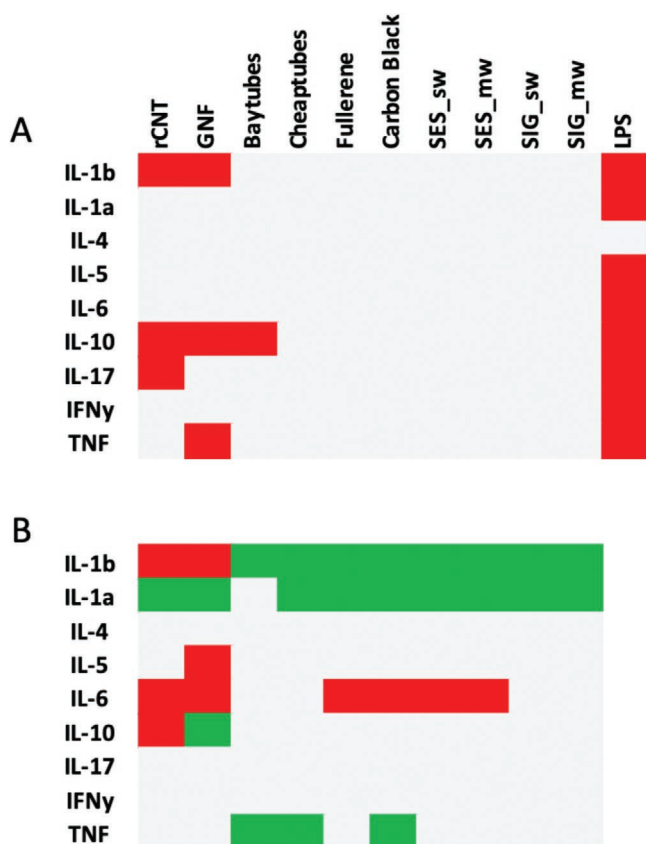 rCNT
GNF
Baytubes
Cheaptubes
Fullerene
Carbon Black
SES_sw
SES_mw
SIG_sw
SIG_mw
LPS
A
IL-1b
IL-1a
IL-4
IL-5
IL-6
IL-10
IL-17
IFNy
TNF
B
IL-1b
IL-1a
IL-4
IL-5
IL-6
IL-10
IL-17
IFNy
TNF